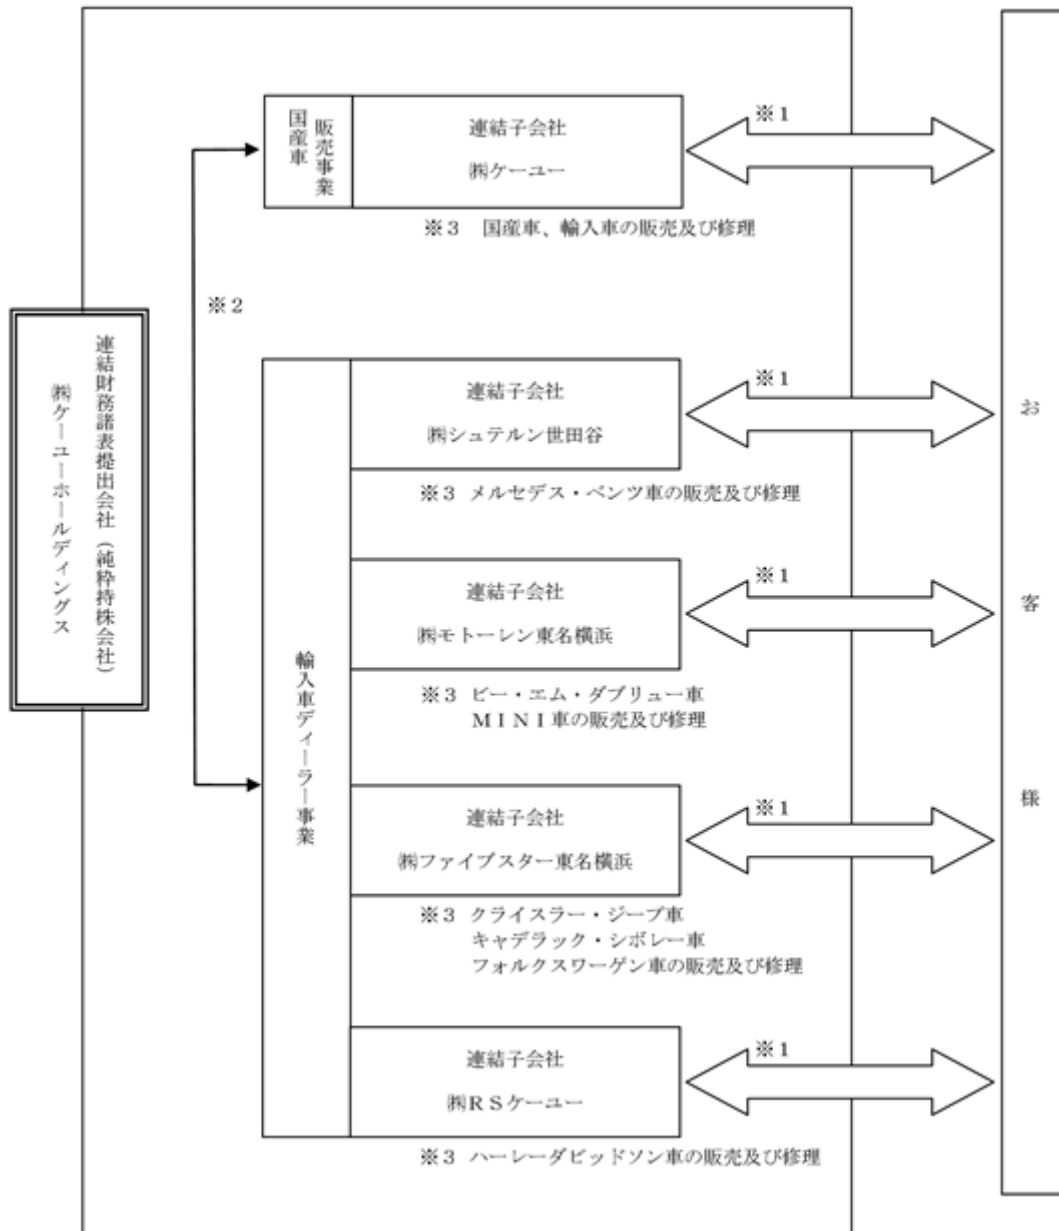 連結財務諸表提出会社（純粋持株会社）
㈱ケーユーホールディングス
※２
販売事業
国産車
連結子会社
㈱ケーユー
※３　国産車、輸入車の販売及び修理
※１
輸入車ディーラー事業
連結子会社
㈱シュテルン世田谷
※３ メルセデス・ベンツ車の販売及び修理
※１
連結子会社
㈱モトーレン東名横浜
※３ ビー・エム・ダブリュー車
ＭＩＮＩ車の販売及び修理
※１
連結子会社
㈱ファイブスター東名横浜
※３ クライスラー・ジープ車
キャデラック・シボレー車
フォルクスワーゲン車の販売及び修理
※１
連結子会社
㈱ＲＳケーユー
※３ ハーレーダビッドソン車の販売及び修理
※１
お客様